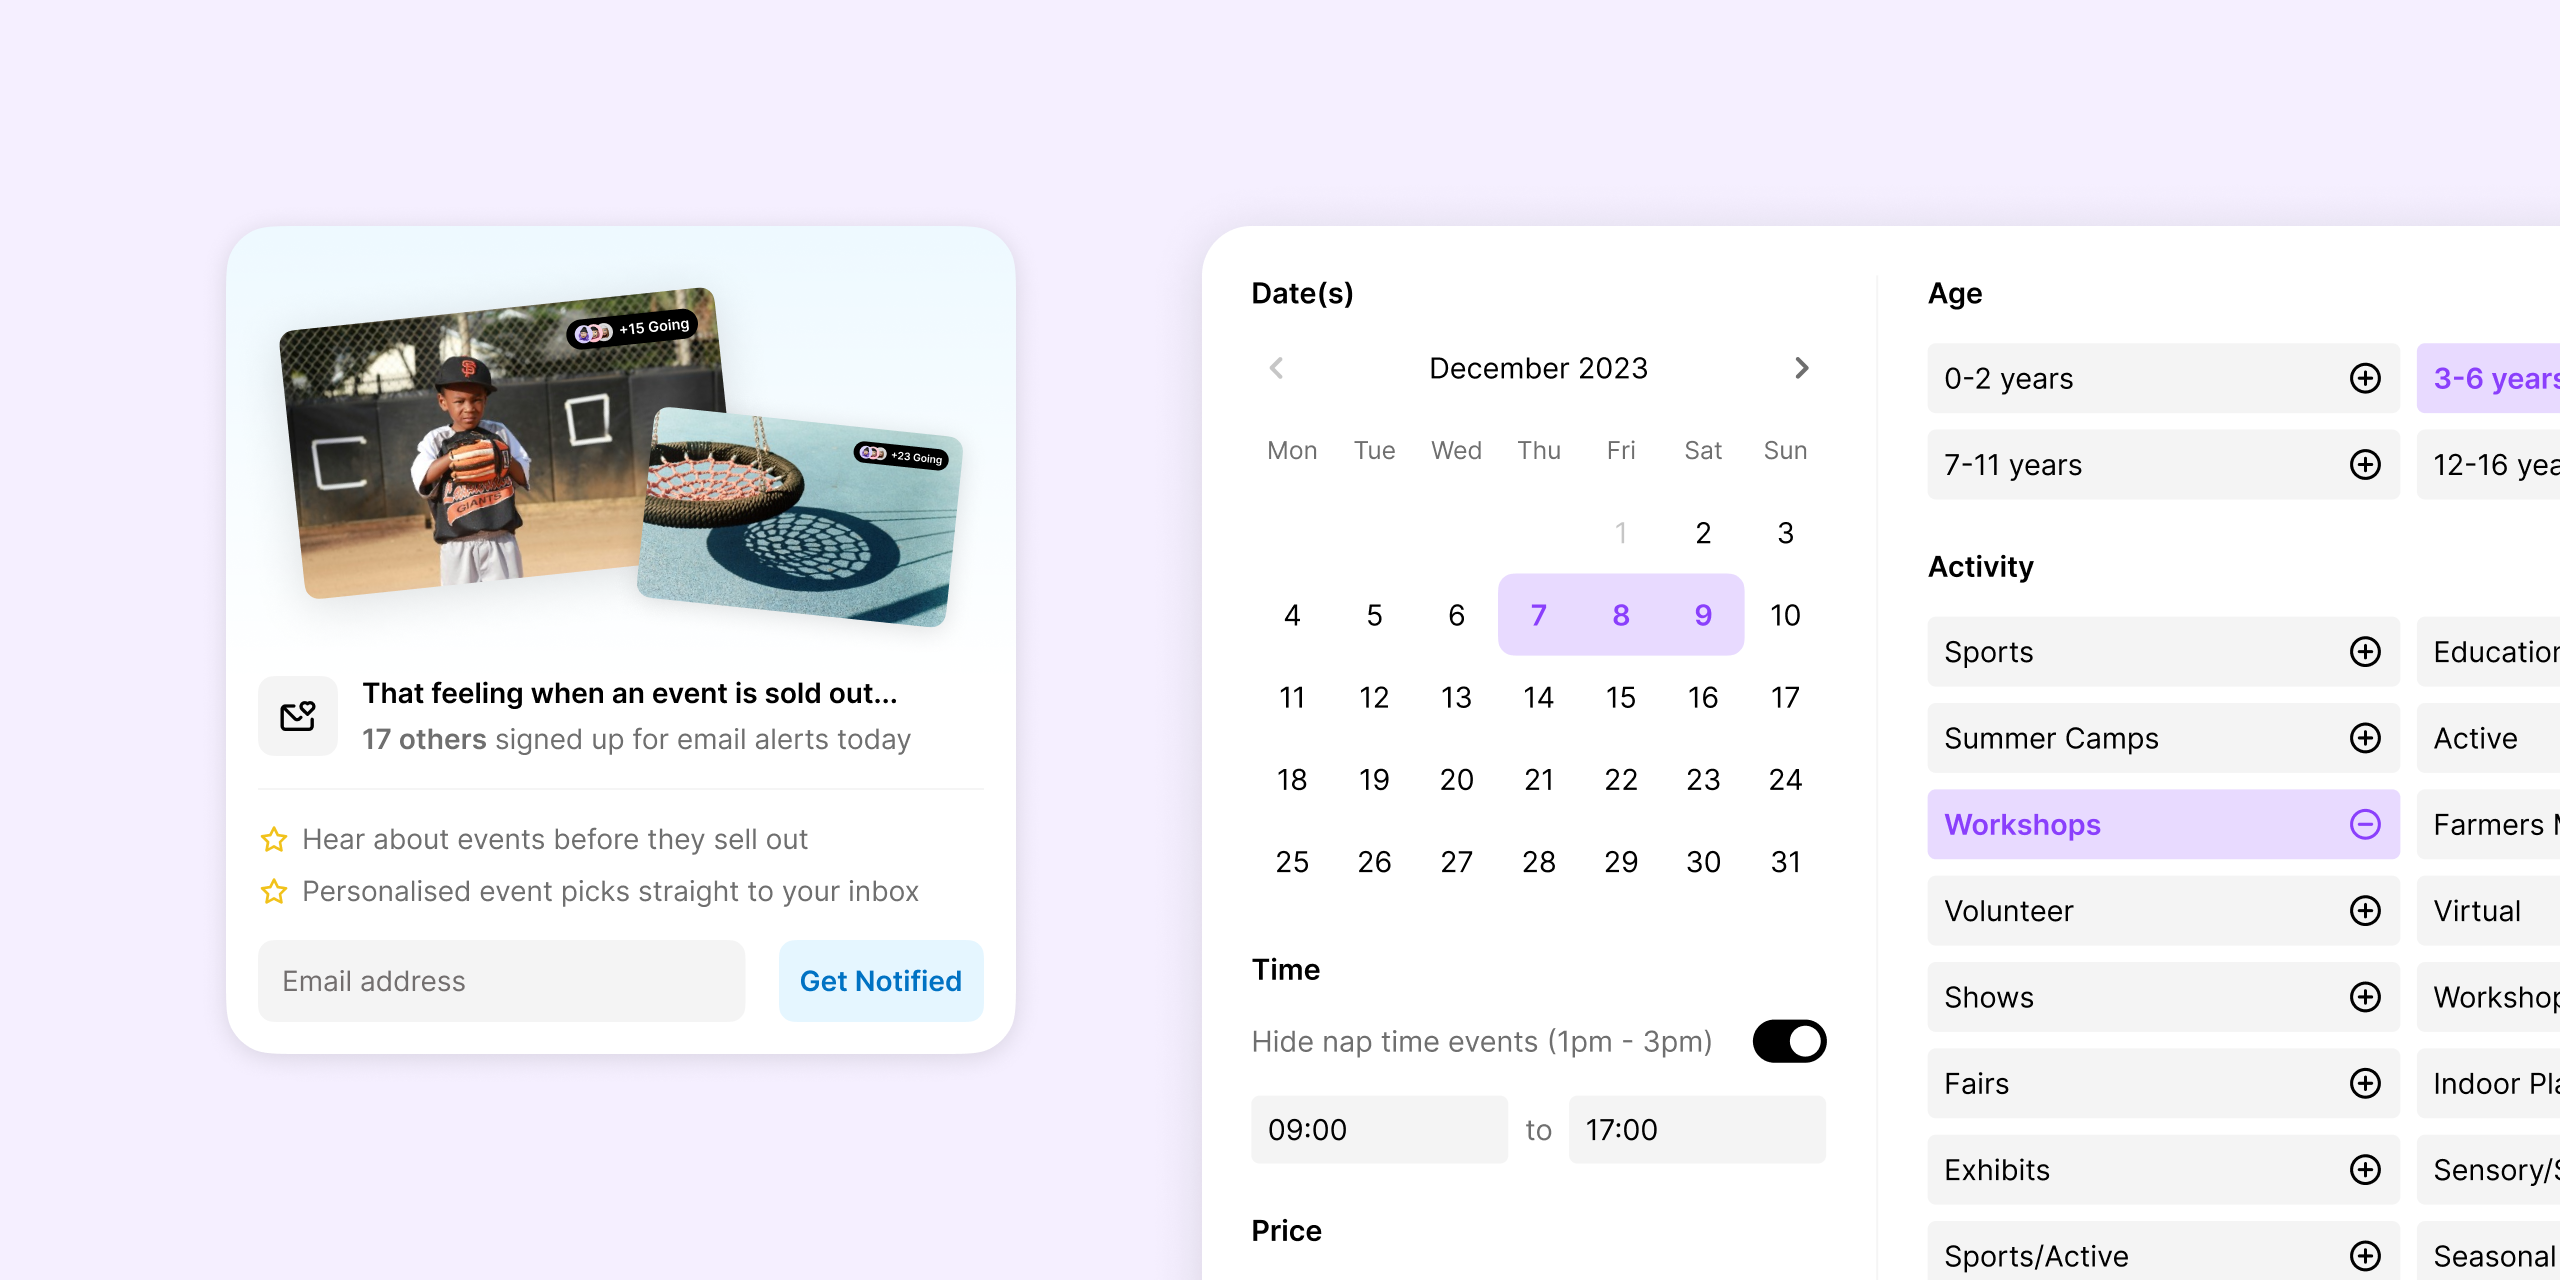 +15 Going
GIANTS
+23 Going
That feeling when an event is sold out...
17 others signed up for email alerts today
Hear about events before they sell out
Personalised event picks straight to your inbox
Email address
Get Notified
Date(s)
December 2023
Mon Tue Wed Thu Fri Sat Sun
1 2 3
4 5 6 7 8 9 10
11 12 13 14 15 16 17
18 19 20 21 22 23 24
25 26 27 28 29 30 31
Time
Hide nap time events (1pm - 3pm)
09:00 to 17:00
Price
Age
0-2 years 3-6 years
7-11 years 12-16 yea
Activity
Sports Education
Summer Camps Active
Workshops Farmers
Volunteer Virtual
Shows Workshop
Fairs Indoor Pla
Exhibits Sensory/
Sports/Active Seasonal